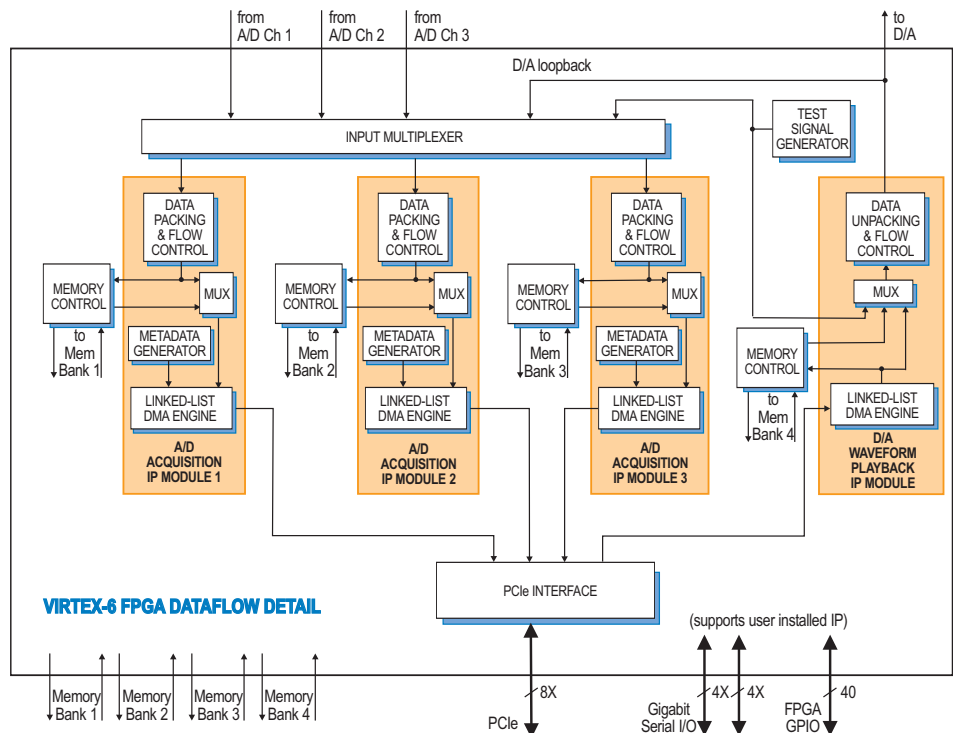 from
A/D Ch 1
from
A/D Ch 2
from
A/D Ch 3
to
D/A
D/A loopback
TEST
SIGNAL
GENERATOR
INPUT MULTIPLEXER
DATA
PACKING
& FLOW
CONTROL
MUX
MEMORY
CONTROL
to
Mem
Bank 1
METADATA
GENERATOR
LINKED-LIST
DMA ENGINE
A/D
ACQUISITION
IP MODULE 1
DATA
PACKING
& FLOW
CONTROL
MUX
MEMORY
CONTROL
to
Mem
Bank 2
METADATA
GENERATOR
LINKED-LIST
DMA ENGINE
A/D
ACQUISITION
IP MODULE 2
DATA
PACKING
& FLOW
CONTROL
MUX
MEMORY
CONTROL
to
Mem
Bank 3
METADATA
GENERATOR
LINKED-LIST
DMA ENGINE
A/D
ACQUISITION
IP MODULE 3
DATA
UNPACKING
& FLOW
CONTROL
MUX
MEMORY
CONTROL
to
Mem
Bank 4
LINKED-LIST
DMA ENGINE
D/A
WAVEFORM
PLAYBACK
IP MODULE
PCIe INTERFACE
VIRTEX-6 FPGA DATAFLOW DETAIL
(supports user installed IP)
Memory
Bank 1
Memory
Bank 2
Memory
Bank 3
Memory
Bank 4
8X
PCIe
4X
4X
Gigabit
Serial I/O
40
FPGA
GPIO